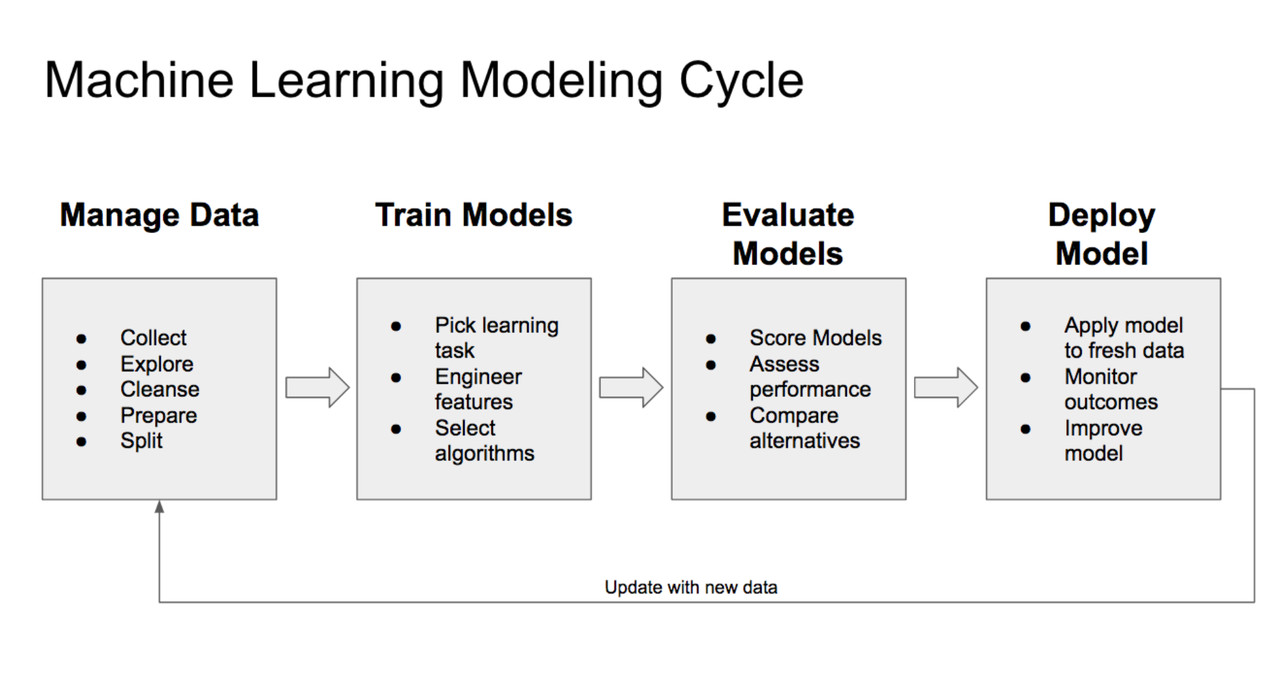 Machine Learning Modeling Cycle
Manage Data
● Collect
● Explore
● Cleanse
● Prepare
● Split
Train Models
● Pick learning
task
● Engineer
features
● Select
algorithms
Evaluate
Models
● Score Models
● Assess
performance
● Compare
alternatives
Deploy
Model
● Apply model
to fresh data
● Monitor
outcomes
● Improve
model
Update with new data